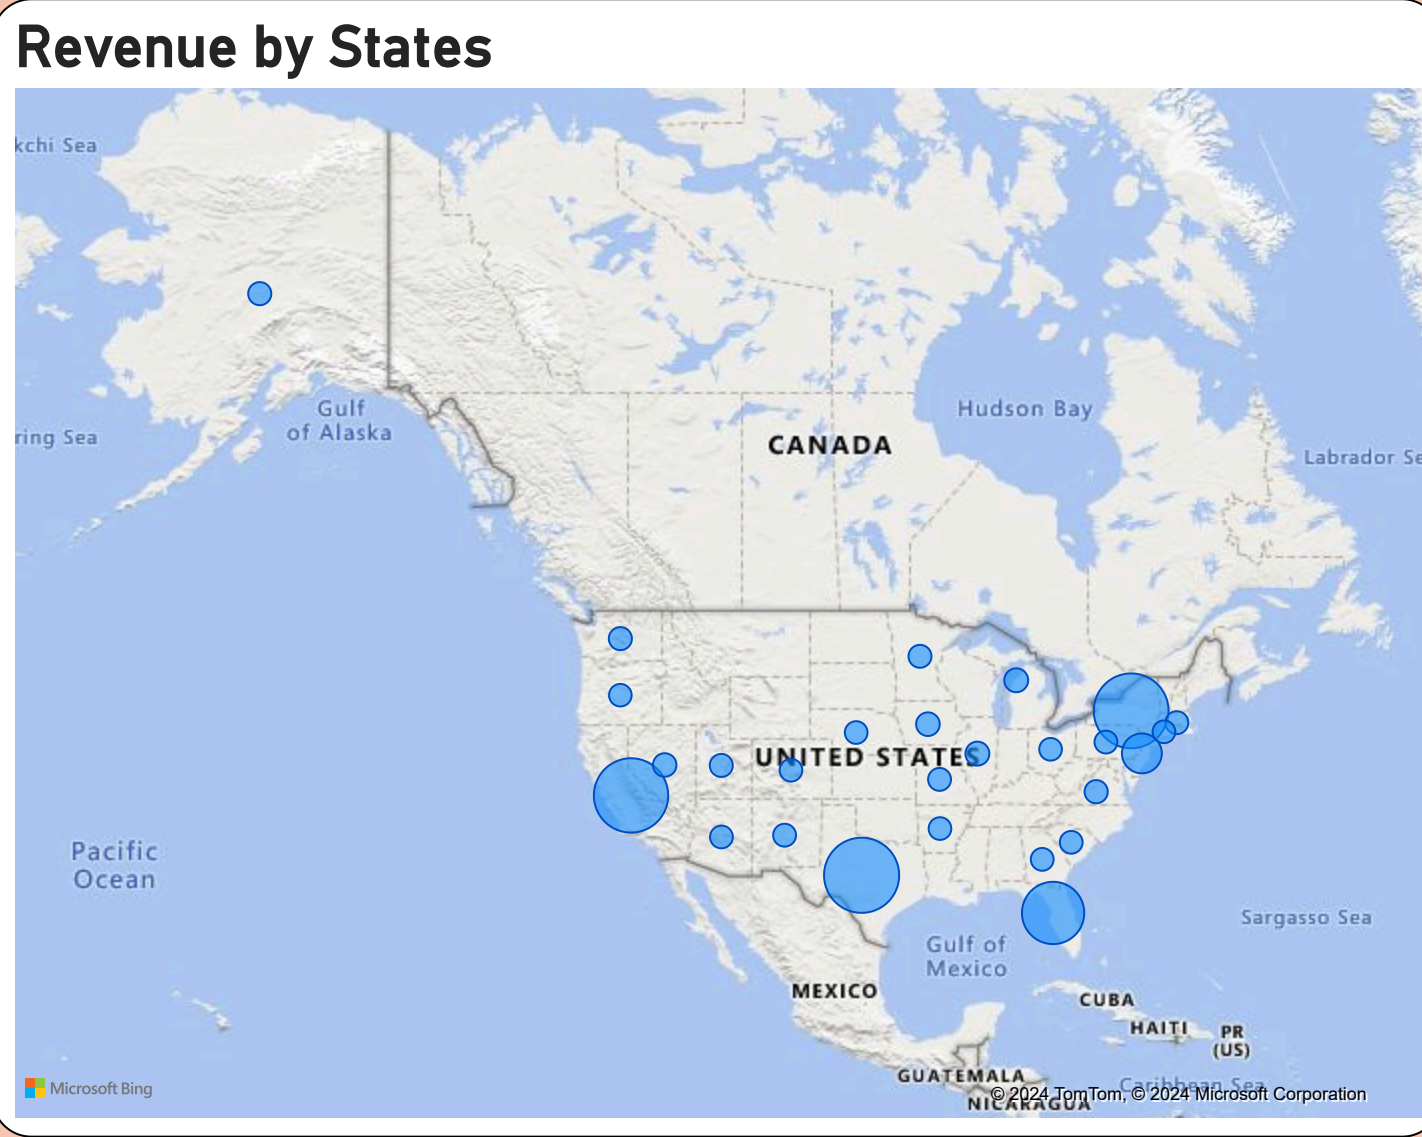 Revenue by States
kchi Sea
Gulf
of Alaska
ring Sea
Hudson Bay
CANADA
Labrador Se
UNITED STATES
Pacific
Ocean
Sargasso Sea
Gulf of
Mexico
MEXICO
CUBA
HAITI
PR
(US)
GUATEMALA
Caribbean Sea
NICARAGUA
Microsoft Bing
© 2024 TomTom, © 2024 Microsoft Corporation